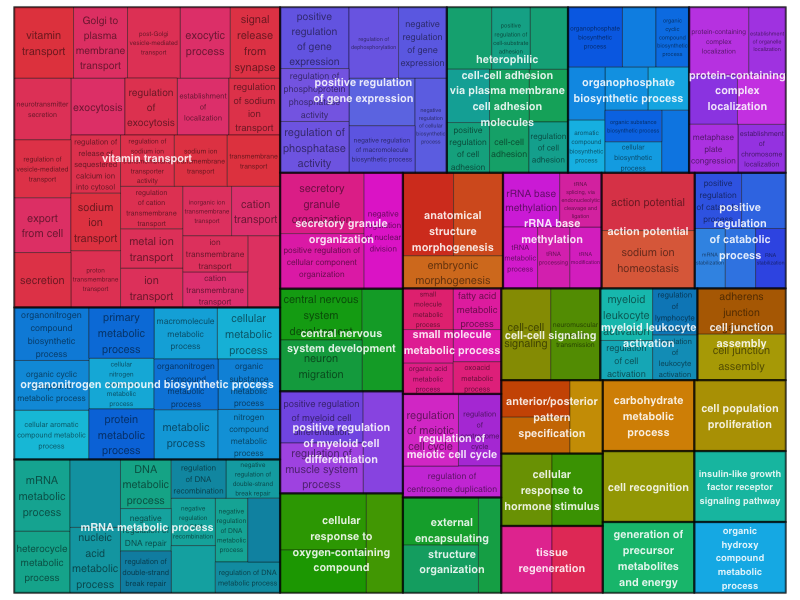 vitamin
transport
Golgi to
plasma
membrane
transport
post-Golgi
vesicle-mediated
transport
exocytic
process
signal
release
from
synapse
neurotransmitter
secretion
exocytosis
regulation
of
exocytosis
establishment
of
localization
regulation
of sodium
ion
transport
regulation of
vesicle-mediated
transport
regulation of
release of
sequestered
calcium ion
into cytosol
vitamin transport
sodium ion
transport
transmembrane
transport
export
from cell
sodium
ion
transport
regulation
of cation
transmembrane
transport
inorganic ion
transmembrane
transport
cation
transport
metal ion
transport
ion
transmembrane
transport
secretion
proton
transmembrane
transport
ion
transport
cation
transmembrane
transport
positive
regulation
of gene
expression
regulation of
dephosphorylation
negative
regulation
of gene
expression
positive regulation
of gene expression
regulation of
phosphoprotein
phosphatase
activity
regulation of
phosphatase
activity
negative regulation
of macromolecule
biosynthetic process
negative
regulation
of cellular
biosynthetic
process
positive
regulation of
cell-substrate
adhesion
heterophilic
cell-cell adhesion
via plasma membrane
cell adhesion
molecules
positive
regulation
of cell
adhesion
cell-cell
adhesion
regulation
of cell
adhesion
organophosphate
biosynthetic
process
organic
cyclic
compound
biosynthetic
process
organophosphate
biosynthetic process
aromatic
compound
biosynthetic
process
organic substance
biosynthetic process
cellular
biosynthetic
process
protein-containing
complex
localization
establishment
of organelle
localization
protein-containing
complex
localization
metaphase
plate
congression
establishment
of
chromosome
localization
secretory
granule
organization
secretory granule
organization
negative
regulation
of nuclear
division
positive regulation of
cellular component
organization
anatomical
structure
morphogenesis
embryonic
morphogenesis
rRNA base
methylation
rRNA base
methylation
tRNA
metabolic
process
tRNA
processing
action potential
action potential
sodium ion
homeostasis
positive
regulation
of catabolic
process
positive
regulation
of catabolic
process
organonitrogen
compound
biosynthetic
process
primary
metabolic
process
macromolecule
metabolic
process
cellular
metabolic
process
organic cyclic
compound
metabolic process
cellular
nitrogen
organonitrogen
compound
metabolic
process
organic
substance
metabolic
process
organonitrogen compound biosynthetic process
cellular aromatic
compound metabolic
process
protein
metabolic
process
metabolic
process
nitrogen
compound
metabolic
process
central nervous
system
development
central nervous
system development
neuron
migration
small
molecule
metabolic
process
fatty acid
metabolic
process
small molecule
metabolic process
organic acid
metabolic
process
oxoacid
metabolic
process
cell-cell
signaling
cell-cell signaling
neuromuscular
transmission
myeloid
leukocyte
activation
regulation
of
lymphocyte
activation
myeloid leukocyte
activation
regulation
of cell
activation
regulation
of leukocyte
activation
adherens
junction
assembly
cell junction
assembly
cell junction
assembly
positive
regulation of myeloid cell
differentiation
positive regulation
of myeloid cell
differentiation
regulation of
muscle system
process
regulation
of meiotic
cell cycle
regulation
of
cell
cycle
regulation of
meiotic cell cycle
regulation of
centrosome duplication
anterior/posterior
pattern
specification
carbohydrate
metabolic
process
cell population
proliferation
mRNA
metabolic
process
DNA
metabolic
process
regulation
of DNA
recombination
negative
regulation of
double-strand
break repair
mRNA metabolic process
negative
regulation of
DNA repair
negative
regulation
of DNA
recombination
negative
regulation
of DNA
metabolic
process
heterocycle
metabolic
process
nucleic
acid
metabolic
process
regulation of
double-strand
break repair
regulation of DNA
metabolic process
cellular
response to
oxygen-containing
compound
external
encapsulating
structure
organization
cellular
response to
hormone stimulus
tissue
regeneration
cell recognition
insulin-like growth
factor receptor
signaling pathway
generation of
precursor
metabolites
and energy
organic
hydroxy
compound
metabolic
process